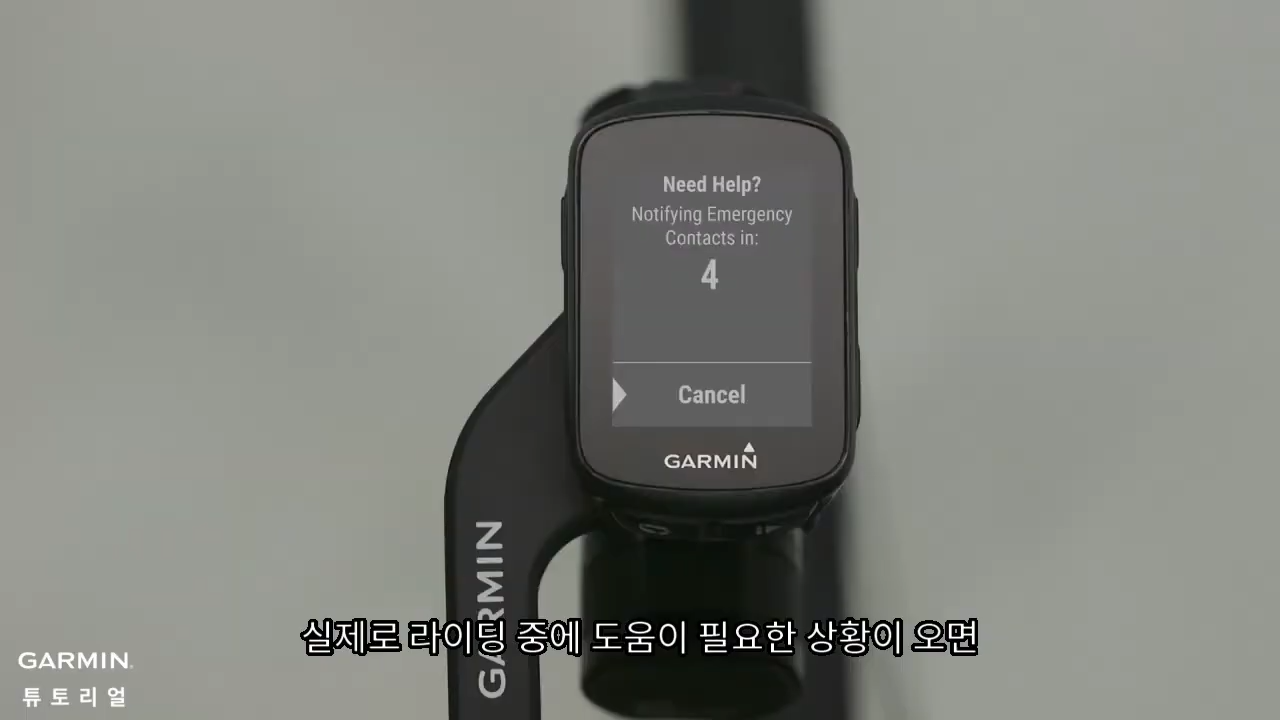 Need Help?
Notifying Emergency
Contacts in:
4
Cancel
GARMIN
GARMIN
실제로 라이딩 중에 도움이 필요한 상황이 오면
GARMIN.
튜토리얼